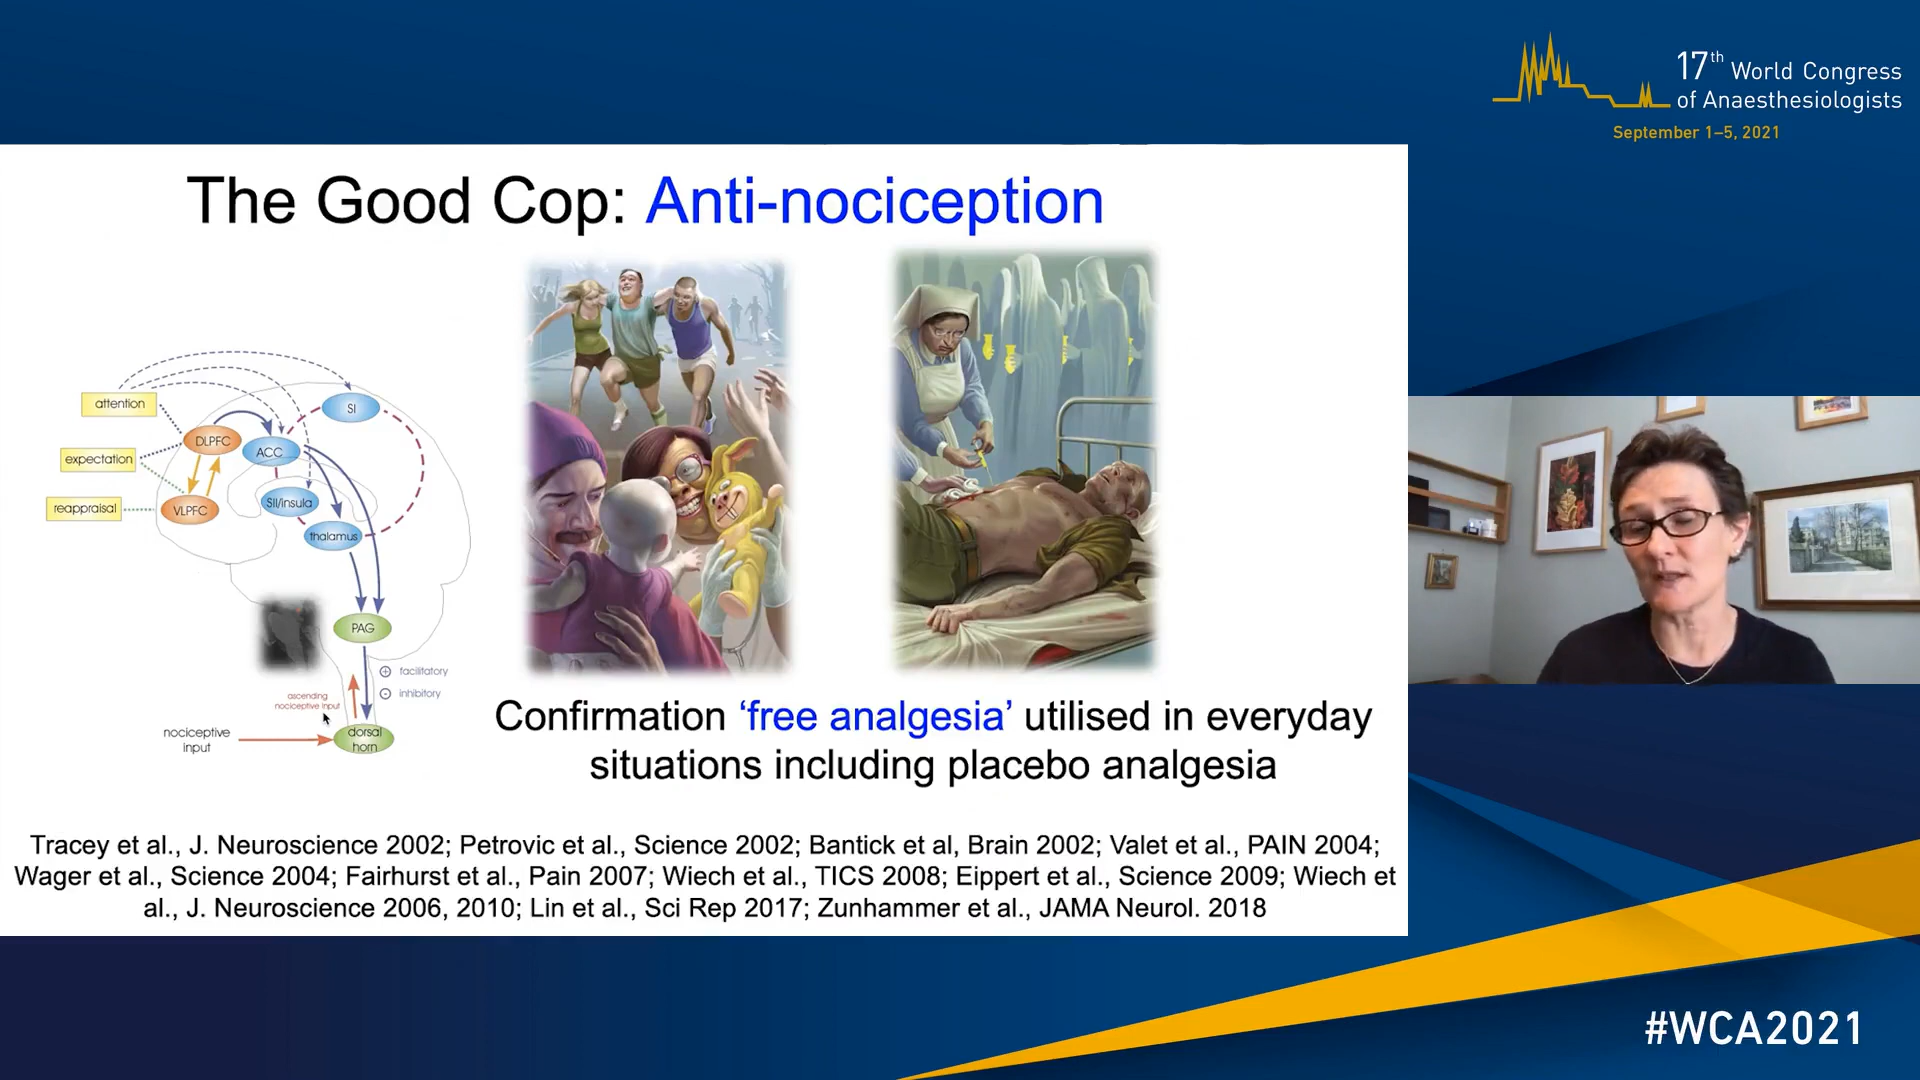 17th World Congress
of Anaesthesiologists
September 1–5, 2021
The Good Cop: Anti-nociception
attention
SI
DLPFC
ACC
expectation
SII/insula
reappraisal
VLPFC
thalamus
PAG
+ facilitatory
- inhibitory
ascending
nociceptive input
nociceptive
input
dorsal
horn
Confirmation ‘free analgesia’ utilised in everyday
situations including placebo analgesia
Tracey et al., J. Neuroscience 2002; Petrovic et al., Science 2002; Bantick et al, Brain 2002; Valet et al., PAIN 2004;
Wager et al., Science 2004; Fairhurst et al., Pain 2007; Wiech et al., TICS 2008; Eippert et al., Science 2009; Wiech et
al., J. Neuroscience 2006, 2010; Lin et al., Sci Rep 2017; Zunhammer et al., JAMA Neurol. 2018
#WCA2021